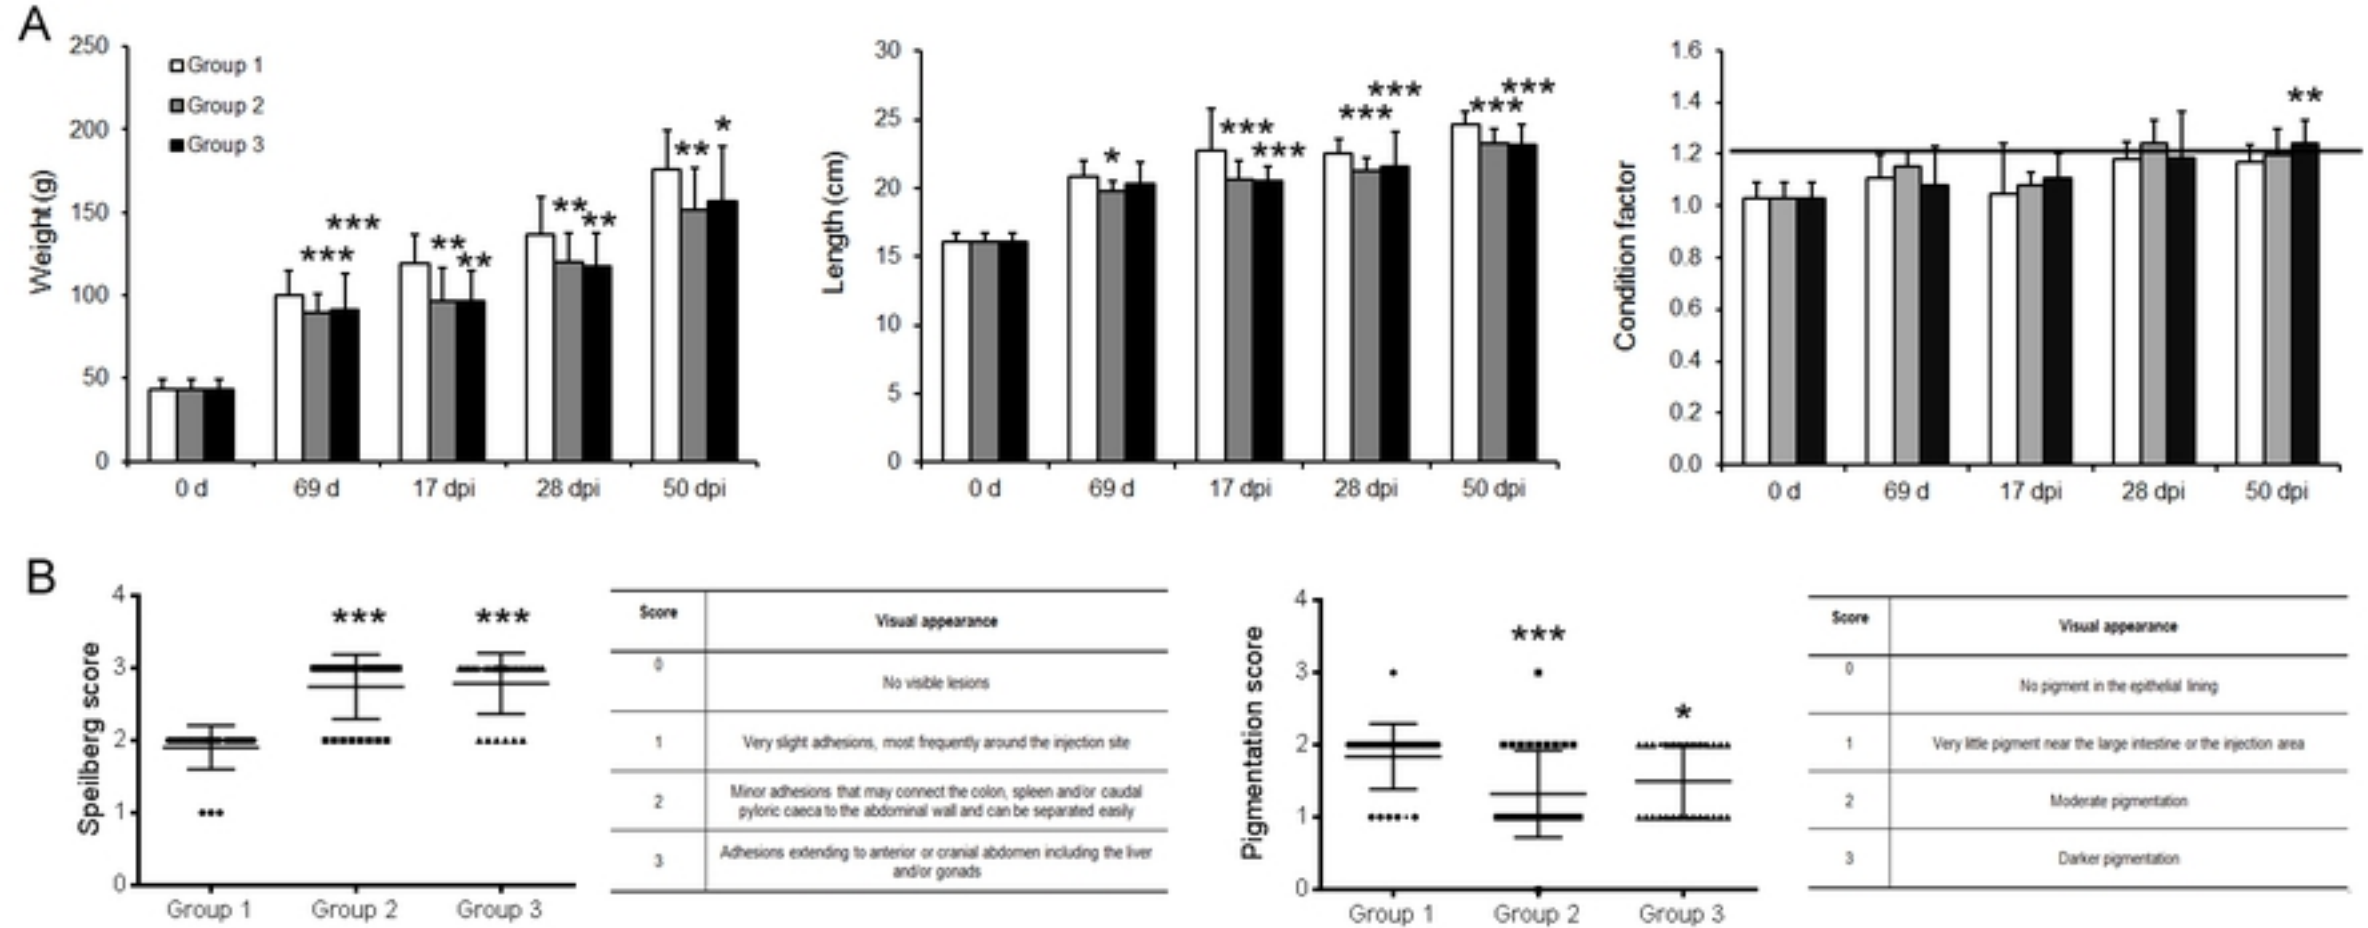 A
250
200
150
100
50
0
Weight (g)
Group 1
Group 2
Group 3
***
***
**
**
**
**
**
*
0 d
69 d
17 dpi
28 dpi
50 dpi
30
25
20
15
10
5
0
Length (cm)
*
***
***
***
***
***
***
0 d
69 d
17 dpi
28 dpi
50 dpi
1.6
1.4
1.2
1.0
0.8
0.6
0.4
0.2
0.0
Condition factor
**
0 d
69 d
17 dpi
28 dpi
50 dpi
B
4
3
2
1
0
Speilberg score
***
***
Group 1
Group 2
Group 3
Score
Visual appearance
0
No visible lesions
1
Very slight adhesions, most frequently around the injection site
2
Minor adhesions that may connect the colon, spleen and/or caudal
pyloric caeca to the abdominal wall and can be separated easily
3
Adhesions extending to anterior or cranial abdomen including the liver
and/or gonads
4
3
2
1
0
Pigmentation score
***
*
Group 1
Group 2
Group 3
Score
Visual appearance
0
No pigment in the epithelial lining
1
Very little pigment near the large intestine or the injection area
2
Moderate pigmentation
3
Darker pigmentation